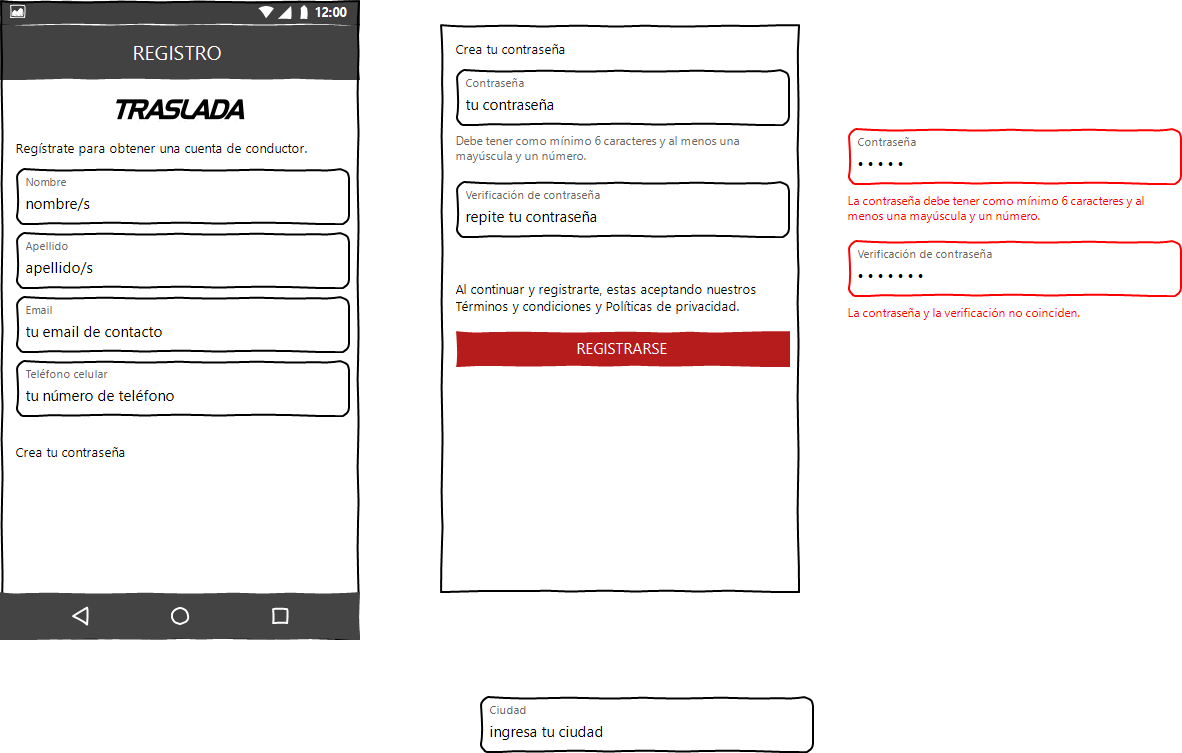 12:00
REGISTRO
TRASLADA
Regístrate para obtener una cuenta de conductor.
Nombre
nombre/s
Apellido
apellido/s
Email
tu email de contacto
Teléfono celular
tu número de teléfono
Crea tu contraseña
Crea tu contraseña
Contraseña
tu contraseña
Debe tener como mínimo 6 caracteres y al menos una
mayúscula y un número.
Verificación de contraseña
repite tu contraseña
Al continuar y registrarte, estas aceptando nuestros
Términos y condiciones y Políticas de privacidad.
REGISTRARSE
Contraseña
•••••
La contraseña debe tener como mínimo 6 caracteres y al
menos una mayúscula y un número.
Verificación de contraseña
•••••••
La contraseña y la verificación no coinciden.
Ciudad
ingresa tu ciudad